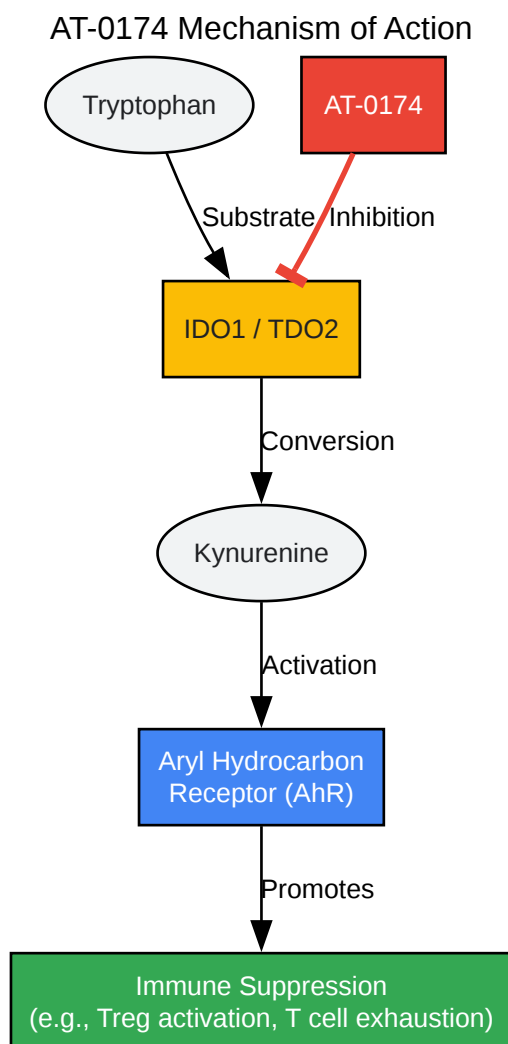 AT-0174 Mechanism of Action
Tryptophan
AT-0174
Substrate
Inhibition
IDO1 / TDO2
Conversion
Kynurenine
Activation
Aryl Hydrocarbon
Receptor (AhR)
Promotes
Immune Suppression
(e.g., Treg activation, T cell exhaustion)